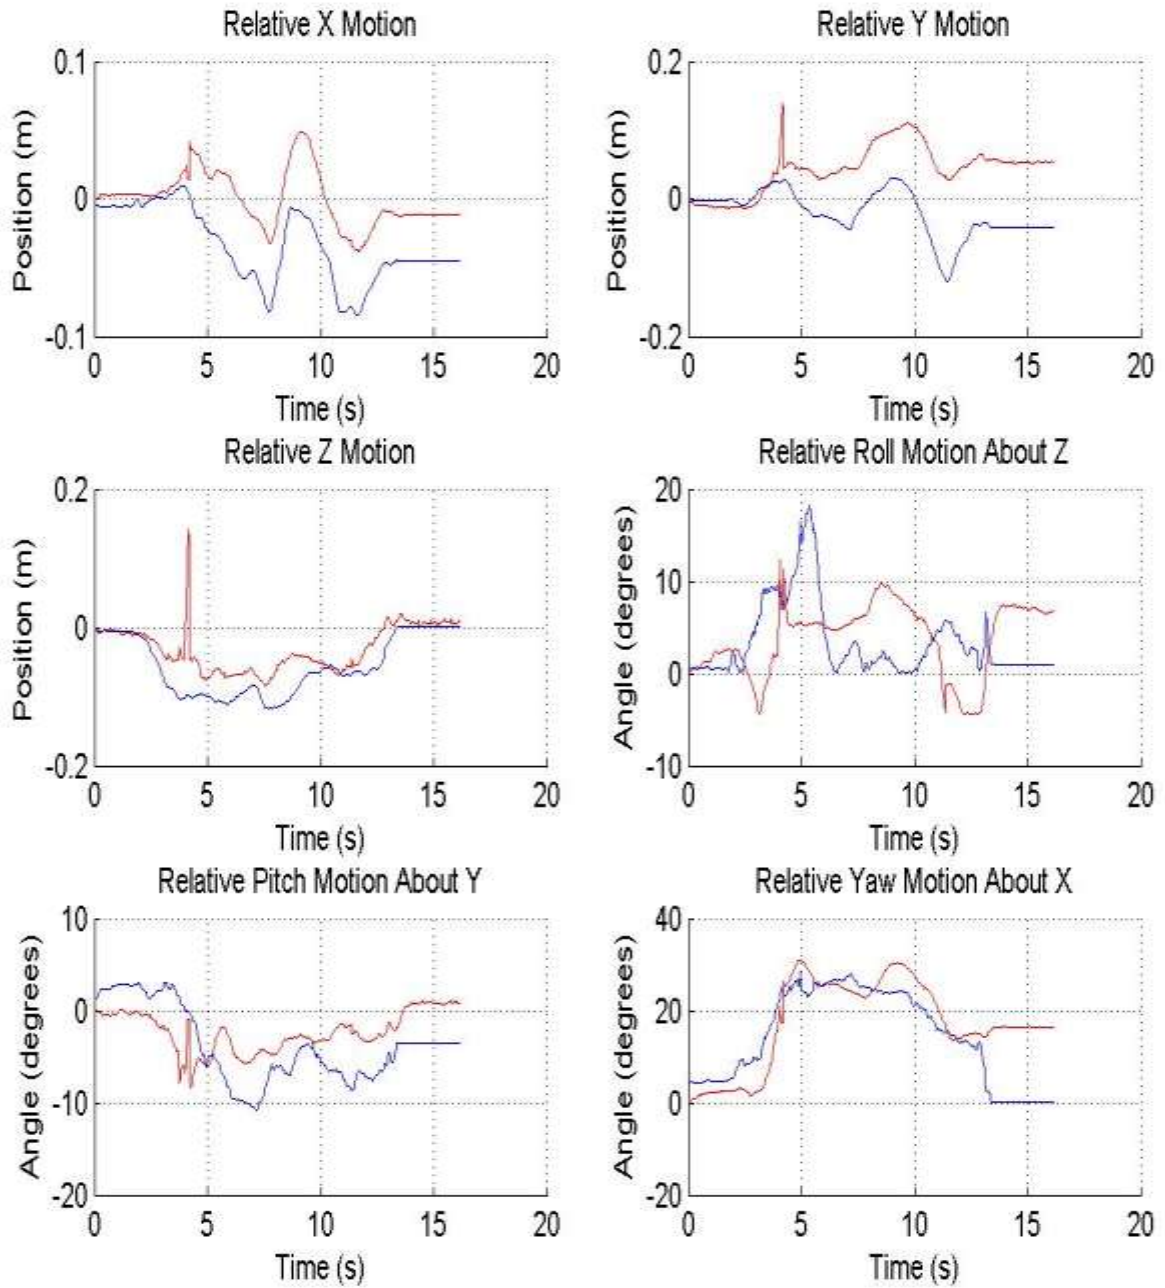 Relative X Motion
0.1
0
-0.1
Position (m)
0 5 10 15 20
Time (s)
Relative Y Motion
0.2
0
-0.2
Position (m)
0 5 10 15 20
Time (s)
Relative Z Motion
0.2
0
-0.2
Position (m)
0 5 10 15 20
Time (s)
Relative Roll Motion About Z
20
10
0
-10
Angle (degrees)
0 5 10 15 20
Time (s)
Relative Pitch Motion About Y
10
0
-10
-20
Angle (degrees)
0 5 10 15 20
Time (s)
Relative Yaw Motion About X
40
20
0
-20
Angle (degrees)
0 5 10 15 20
Time (s)